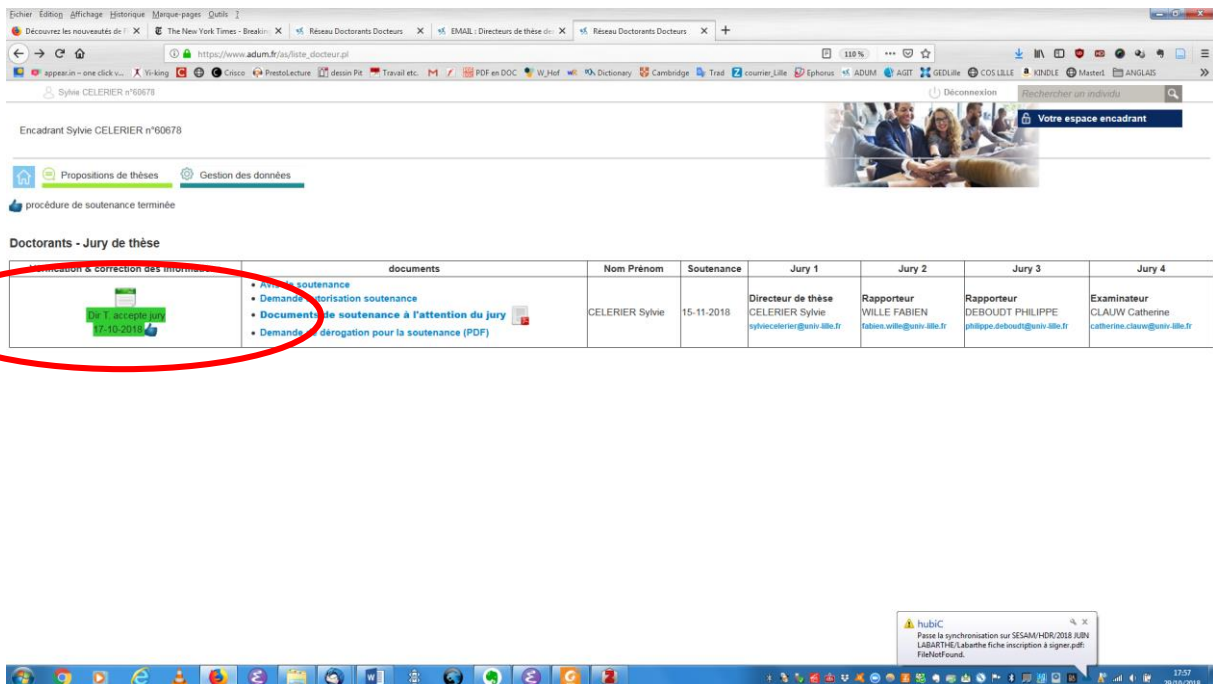 Fichier Édition Affichage Historique Marque-pages Outils ?
Découvrez les nouveautés de F
The New York Times - Breakin
Réseau Doctorants Docteurs
EMAIL : Directeurs de thèse de
Réseau Doctorants Docteurs
https://www.adum.fr/as/liste_docteur.pl
110 %
appear.in – one click v...
Yi-king
Crisco
PrestoLecture
dessin Pit
Travail etc.
PDF en DOC
W_Hof
Dictionary
Cambridge
Trad
courrier_Lille
Ephorus
ADUM
AGIT
GEDLille
COS LILLE
KINDLE
Master1
ANGLAIS
Sylvie CELERIER n°60678
Déconnexion
Rechercher un individu
Encadrant Sylvie CELERIER n°60678
Votre espace encadrant
Propositions de thèses
Gestion des données
procédure de soutenance terminée
Doctorants - Jury de thèse
correction des
documents
Nom Prénom
Soutenance
Jury 1
Jury 2
Jury 3
Jury 4
Dir T. accepte jury
17-10-2018
soutenance
• Demande autorisation soutenance
• Documents de soutenance à l'attention du jury
• Demande de dérogation pour la soutenance (PDF)
CELERIER Sylvie
15-11-2018
Directeur de thèse
CELERIER Sylvie
sylviecelerier@univ-lille.fr
Rapporteur
WILLE FABIEN
fabien.wille@univ-lille.fr
Rapporteur
DEBOUDT PHILIPPE
philippe.deboudt@univ-lille.fr
Examinateur
CLAUW Catherine
catherine.clauw@univ-lille.fr
hubiC
Passe la synchronisation sur SESAM/HDR/2018 JUIN
LABARTHE/Labarthe fiche inscription à signer.pdf:
FileNotFound.
17:57
29/10/2018